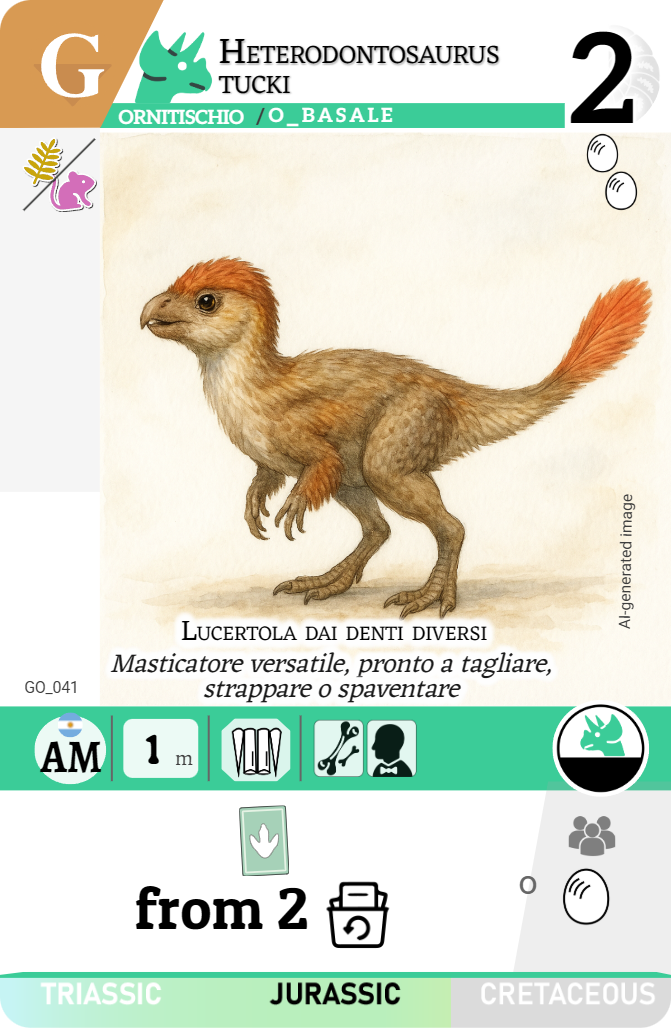 G
HETERODONTOSAURUS
TUCKI
2
ORNITISCHIO / O_BASALE
AI-generated image
LUCERTOLA DAI DENTI DIVERSI
Masticatore versatile, pronto a tagliare,
strappare o spaventare
GO_041
AM
1 m
from 2
O
TRIASSIC JURASSIC CRETACEOUS